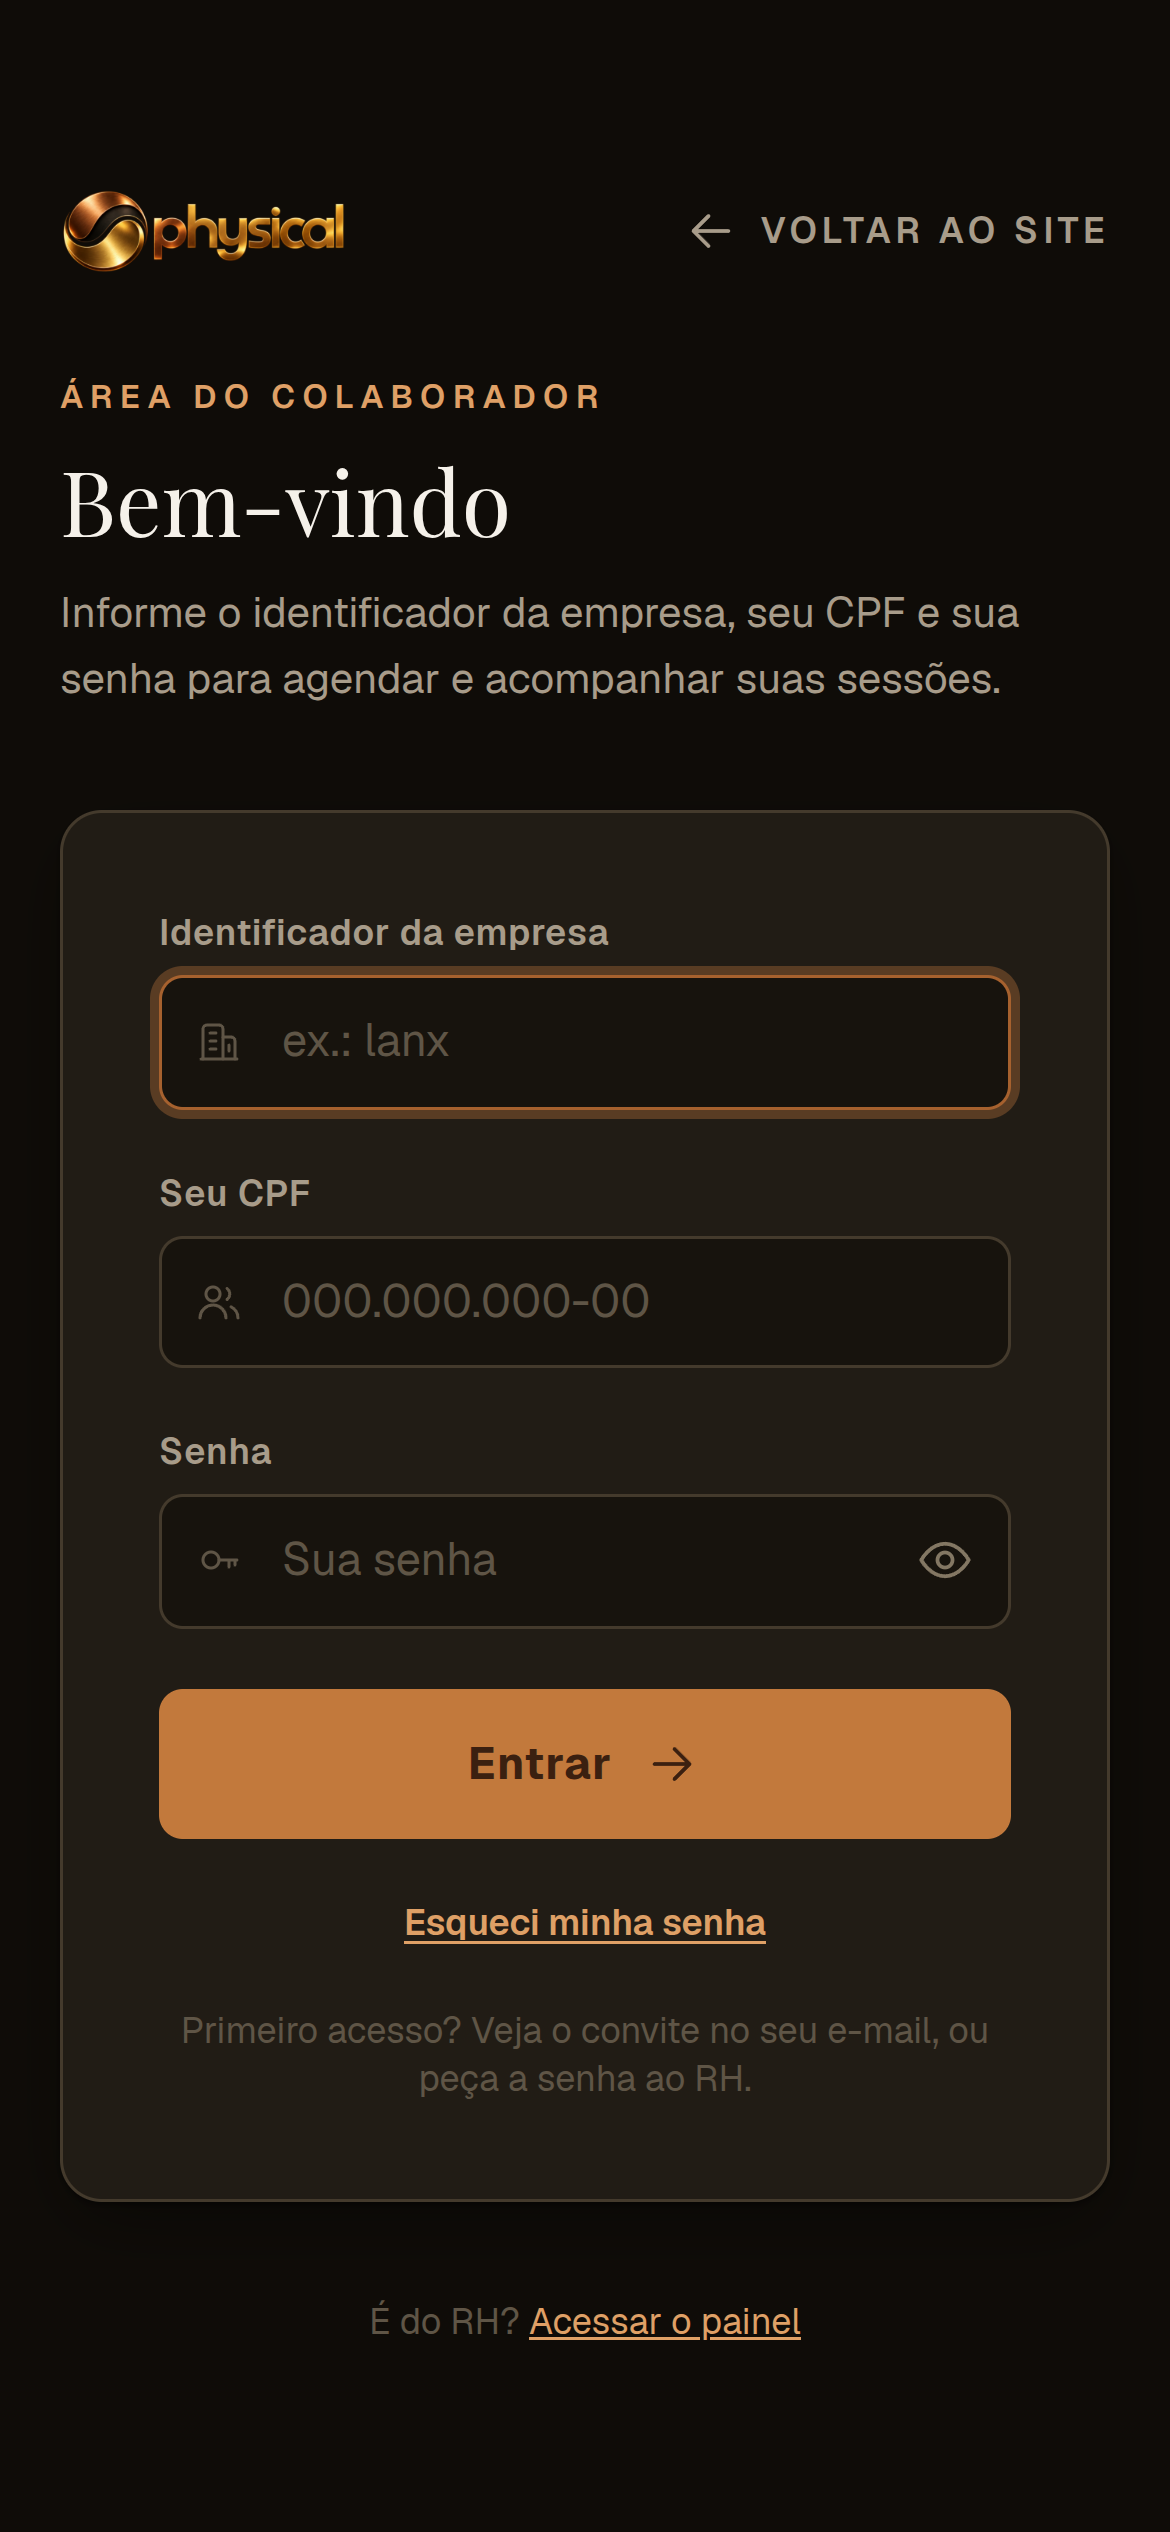 physical
VOLTAR AO SITE
ÁREA DO COLABORADOR
Bem-vindo
Informe o identificador da empresa, seu CPF e sua
senha para agendar e acompanhar suas sessões.
Identificador da empresa
ex.: lanx
Seu CPF
000.000.000-00
Senha
Sua senha
Entrar
Esqueci minha senha
Primeiro acesso? Veja o convite no seu e-mail, ou
peça a senha ao RH.
É do RH? Acessar o painel